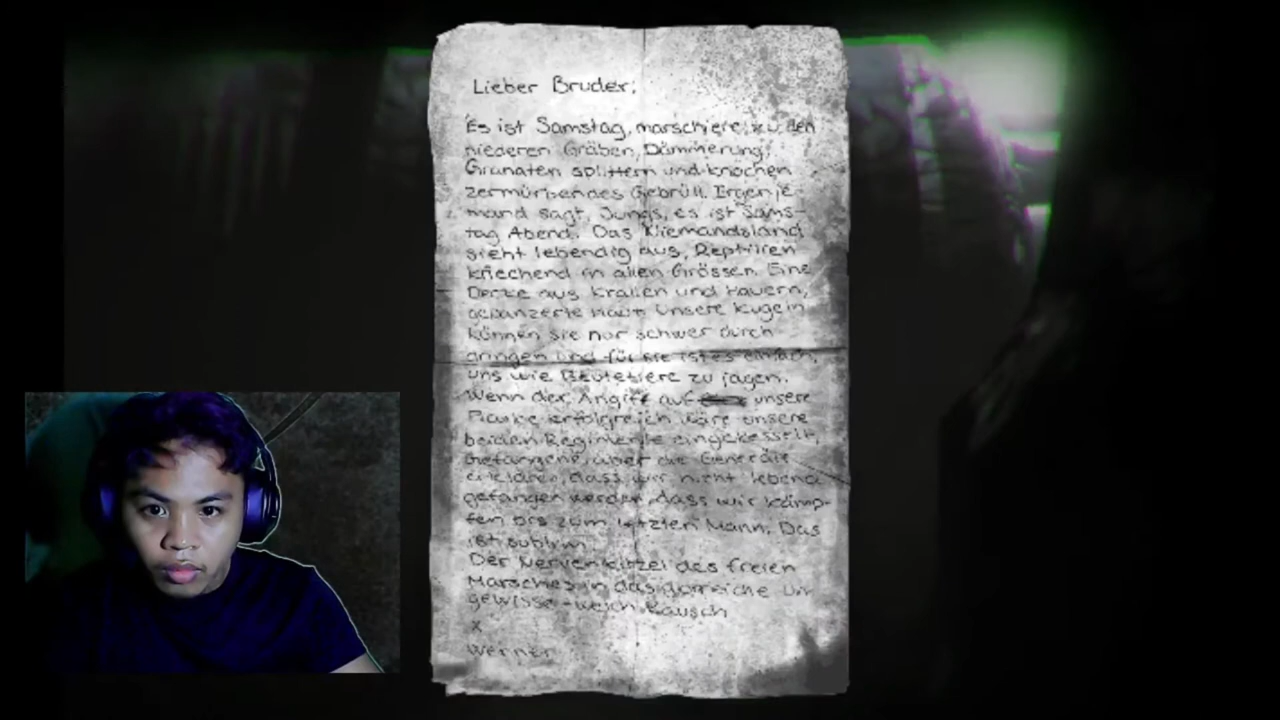 Lieber Bruder,
Es ist Samstag, marschiere zu den
niederen Gräben, Dämmerung,
Granaten splittern und knochen
zermürbendes Gebrüll. Irgenje-
mand sagt, Jungs, es ist Sams-
tag Abend. Das Niemandsland
sieht lebendig aus, Reptilien
kriechend in allen Grössen. Eine
aus Krallen und Hauern,
gepanzerte Haut. Unsere Kugeln
können sie nur schwer durch
dringen und für sie ist es einfach,
uns wie Beutetiere zu jagen.
Wenn der Angiff auf unsere
Flanke erfolgreich wäre unsere
beiden Regimente eingekesselt,
Gefangene, aber die Generäle
erklären, dass wir nicht lebend
gefangen werden, dass wir kämp-
fen bis zum letzten Mann. Das
ist sublim
Der Nervenkitzel des freien
Marsches in das glorreiche Un
gewisse - welch Rausch
x
Werner